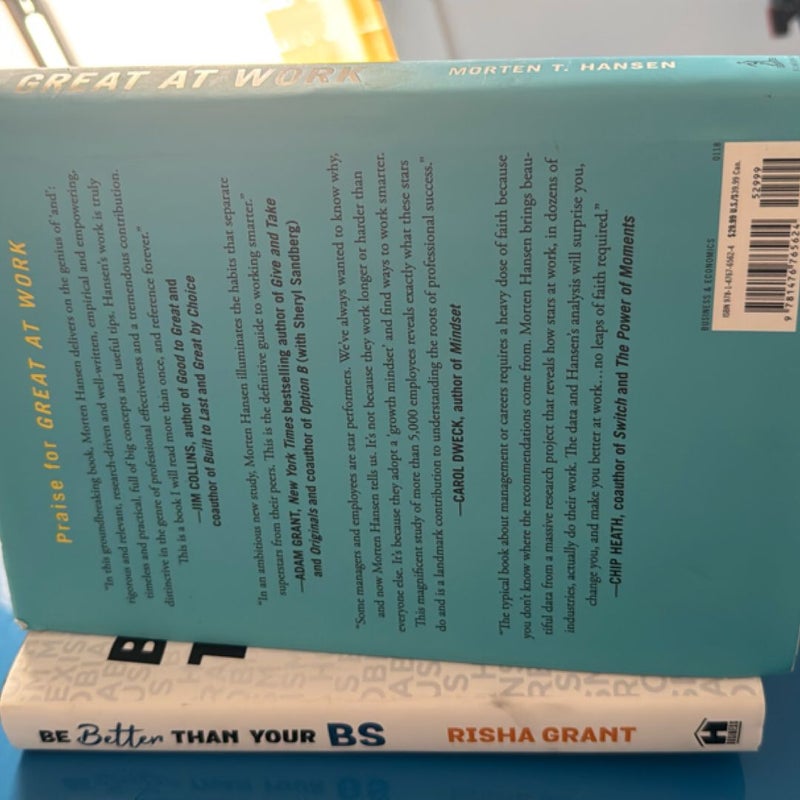 GREAT AT WORK
MORTEN T. HANSEN
Praise for GREAT AT WORK
"In this groundbreaking book, Morten Hansen delivers on the genius of 'and':
rigorous and relevant, research-driven and well-written, empirical and empowering,
timeless and practical, full of big concepts and useful tips. Hansen's work is truly
distinctive in the genre of professional effectiveness and a tremendous contribution.
This is a book I will read more than once, and reference forever."
—JIM COLLINS, author of Good to Great and
coauthor of Built to Last and Great by Choice
"In an ambitious new study, Morten Hansen illuminates the habits that separate
superstars from their peers. This is the definitive guide to working smarter."
—ADAM GRANT, New York Times bestselling author of Give and Take
and Originals and coauthor of Option B (with Sheryl Sandberg)
"Some managers and employees are star performers. We've always wanted to know why,
and now Morten Hansen tells us. It's not because they work longer or harder than
everyone else. It's because they adopt a 'growth mindset' and find ways to work smarter.
This magnificent study of more than 5,000 employees reveals exactly what these stars
do and is a landmark contribution to understanding the roots of professional success."
—CAROL DWECK, author of Mindset
"The typical book about management or careers requires a heavy dose of faith because
you don't know where the recommendations come from. Morten Hansen brings beau-
tiful data from a massive research project that reveals how stars at work, in dozens of
industries, actually do their work. The data and Hansen's analysis will surprise you,
change you, and make you better at work...no leaps of faith required."
—CHIP HEATH, coauthor of Switch and The Power of Moments
BUSINESS & ECONOMICS
0118
ISBN 978-1-4767-6562-4 $29.99 U.S./$39.99 Can.
52999
9 781476 765624
BE Better THAN YOUR BS
RISHA GRANT
H
BUSINESS